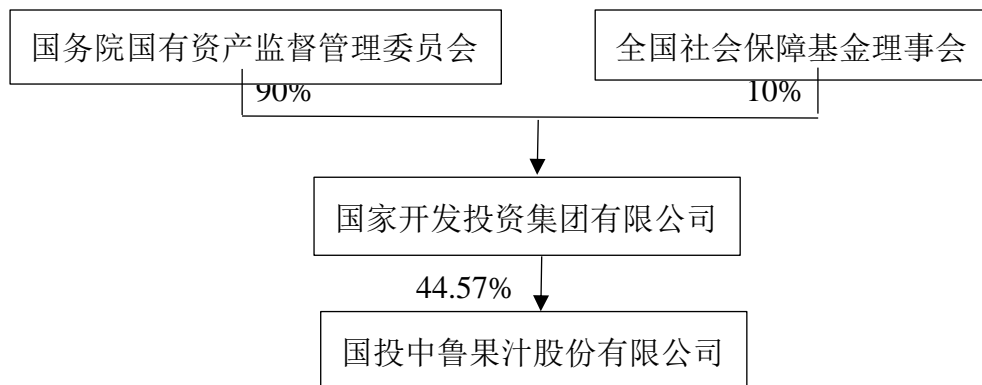 国务院国有资产监督管理委员会
全国社会保障基金理事会
90%
10%
国家开发投资集团有限公司
44.57%
国投中鲁果汁股份有限公司